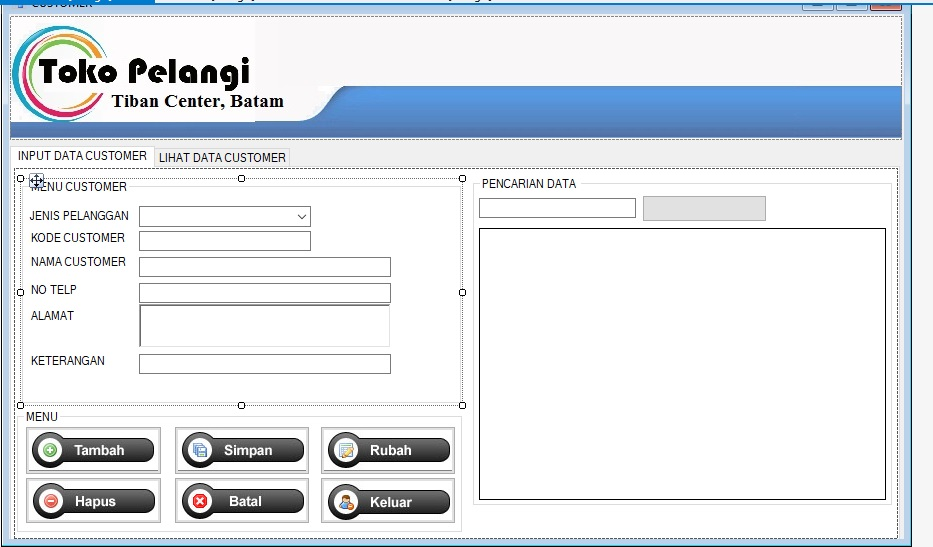 CUSTOMER
Toko Pelangi
Tiban Center, Batam
INPUT DATA CUSTOMER LIHAT DATA CUSTOMER
MENU CUSTOMER
JENIS PELANGGAN
KODE CUSTOMER
NAMA CUSTOMER
NO TELP
ALAMAT
KETERANGAN
PENCARIAN DATA
MENU
Tambah Simpan Rubah
Hapus Batal Keluar